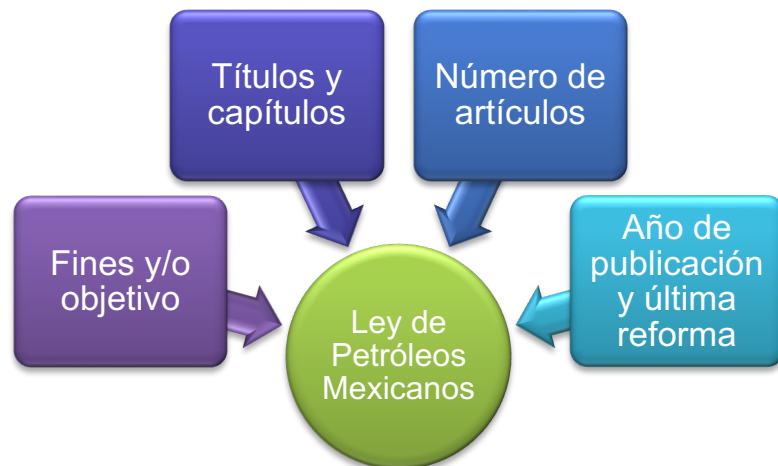 Títulos y
capítulos
Número de
artículos
Fines y/o
objetivo
Año de
publicación
y última
reforma
Ley de
Petróleos
Mexicanos